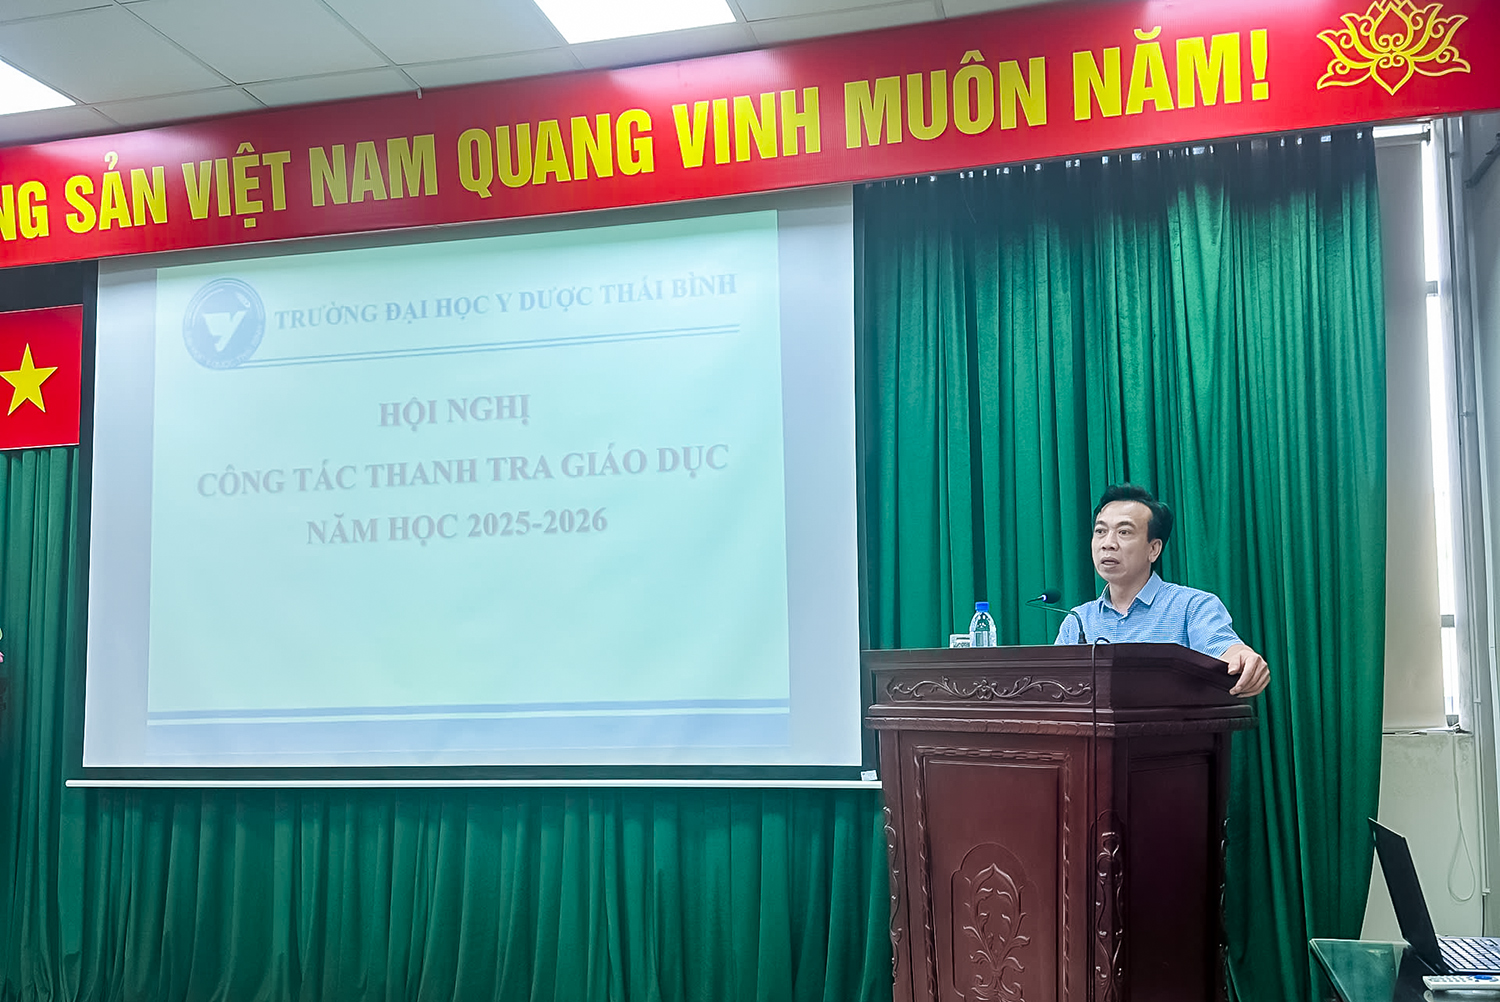 NG SẢN VIỆT NAM QUANG VINH MUÔN NĂM!
TRƯỜNG ĐẠI HỌC Y DƯỢC THÁI BÌNH
HỘI NGHỊ
CÔNG TÁC THANH TRA GIÁO DỤC
NĂM HỌC 2025-2026